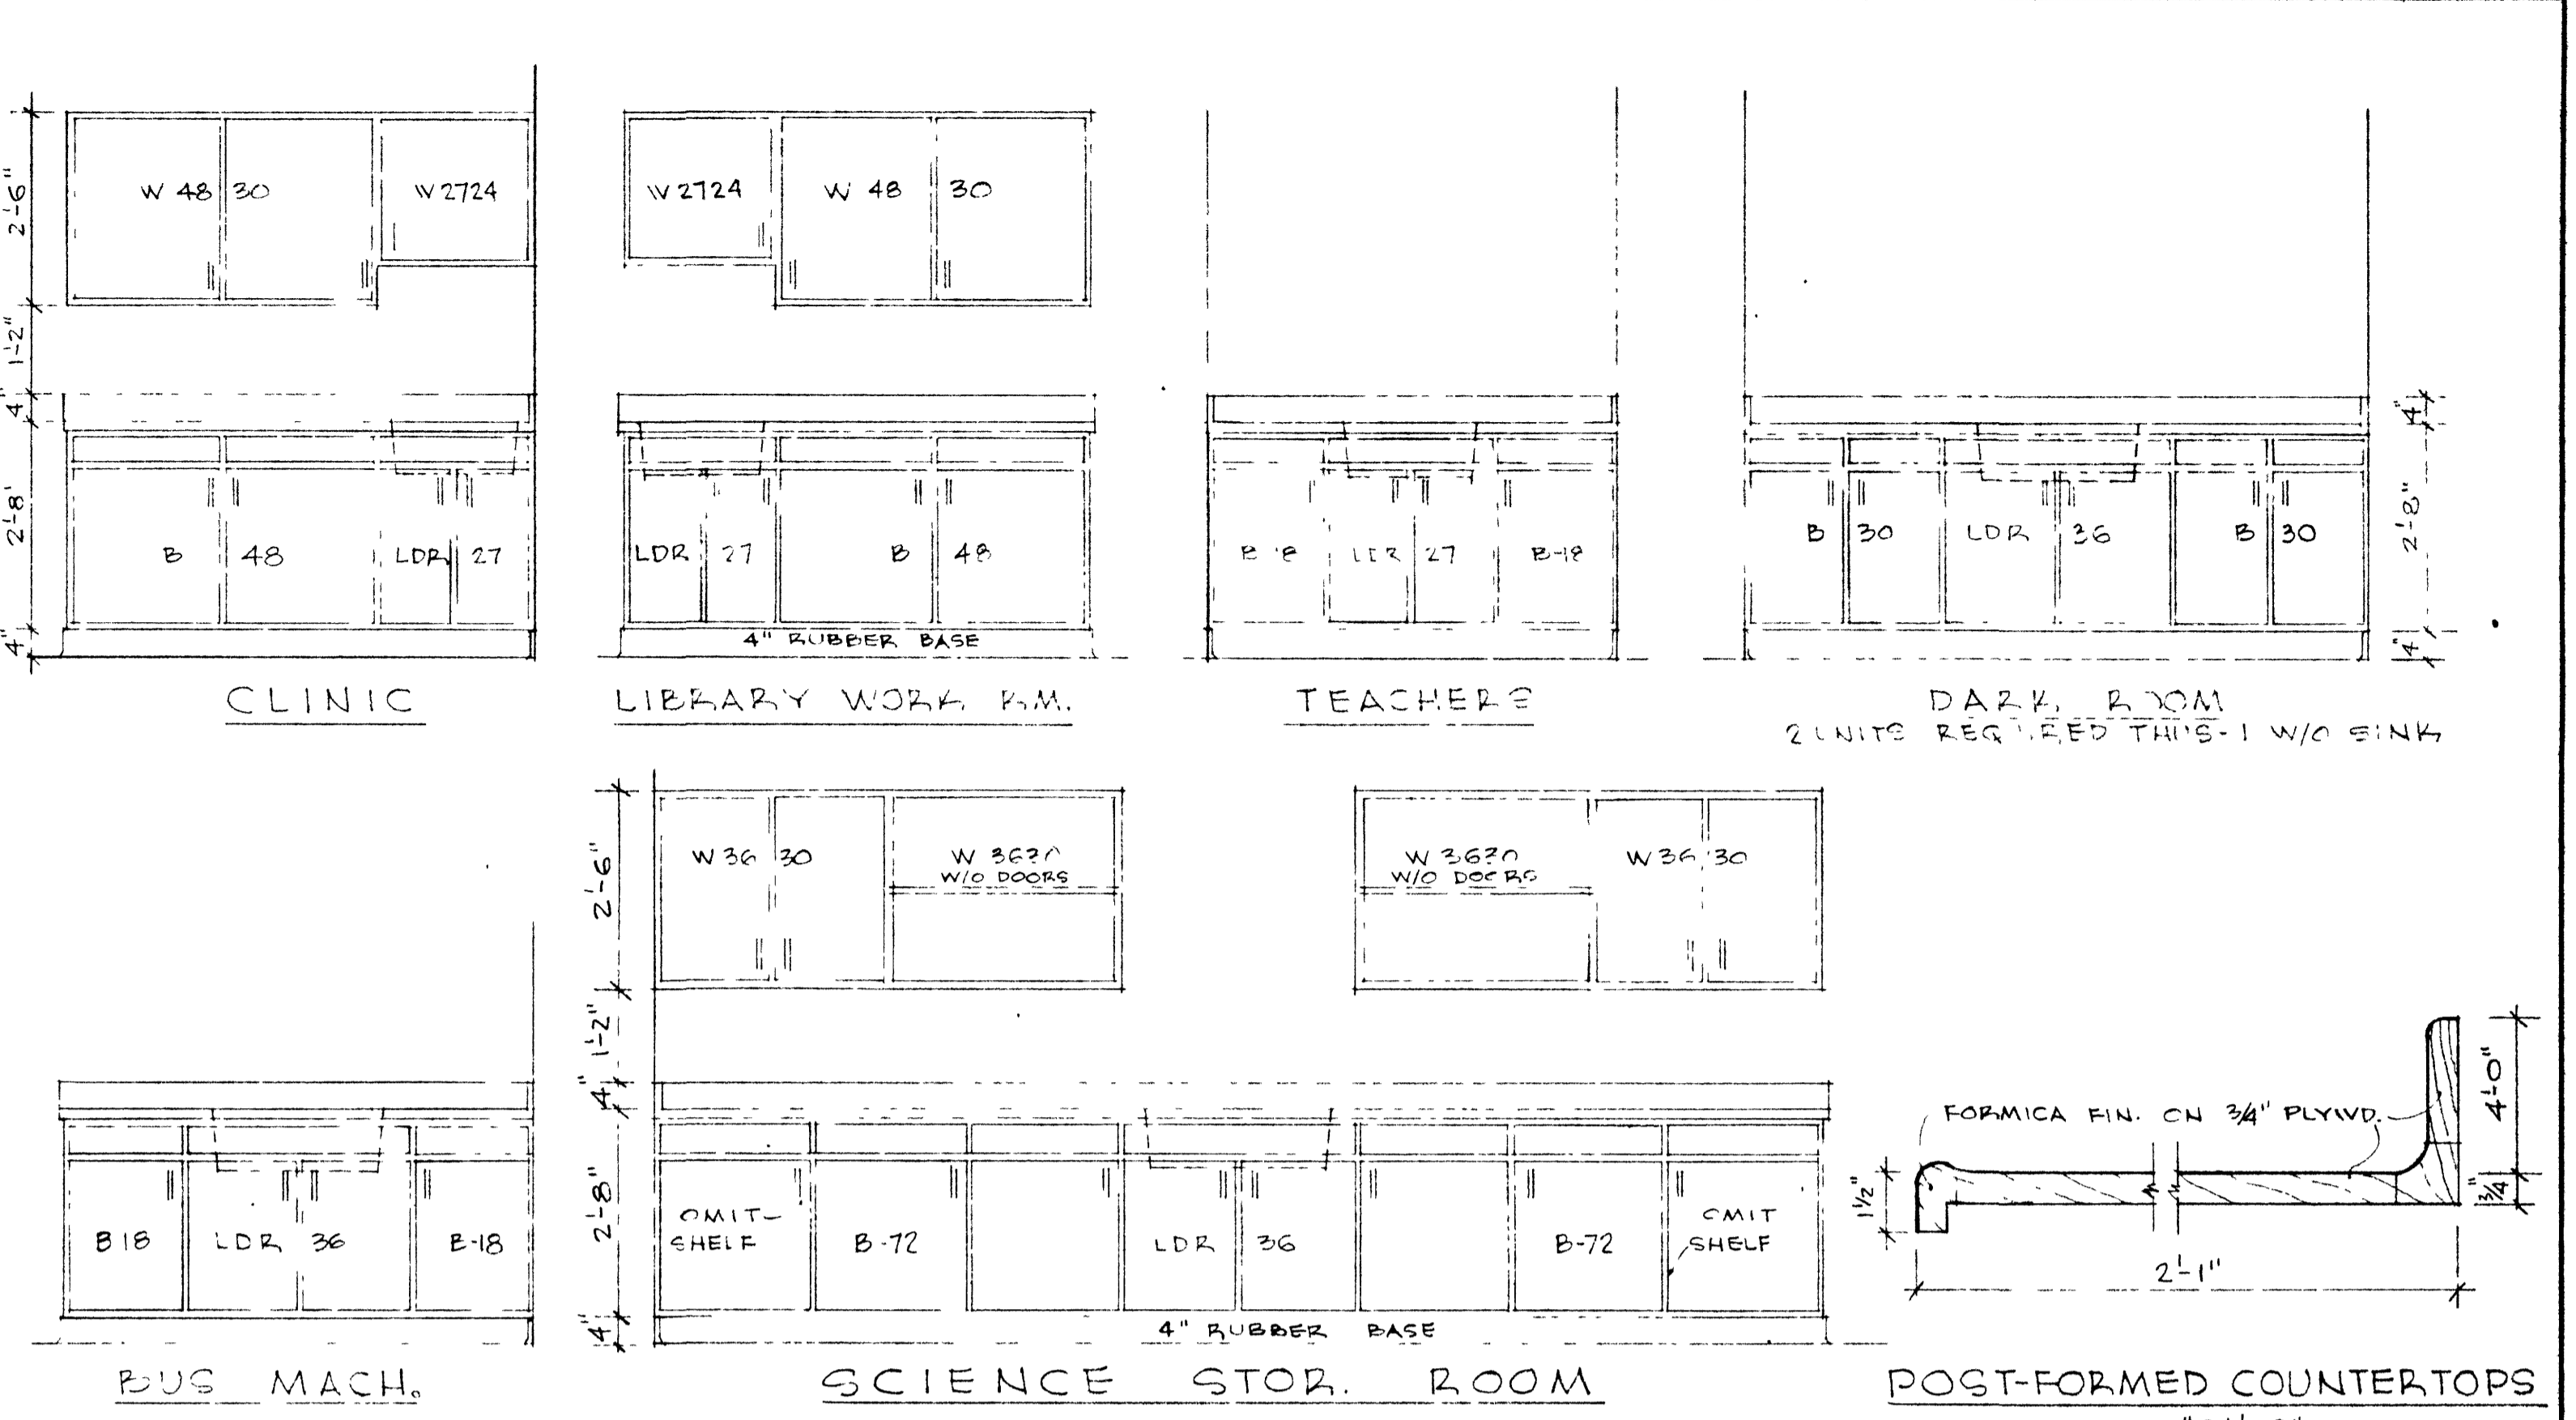 2'-6"
W 48 30
W2724
W2724
W 48 30
1'-2"
4"
4"
2'-8'
B 48
LDR 27
LDR 27
B 48
LDR 27
B-18
B 30
LDR 36
B 30
2'-8"
4"
4" RUBBER BASE
4"
CLINIC
LIBRARY WORK RM.
TEACHERS
DARK ROOM
2 UNITS REQUIRED THUS-1 W/O SINK
2'-6"
W 36 30
W 3630
W/O DOORS
W 3630
W/O DOORS
W 36 30
1'-2"
4"
2'-8"
4"
B 18
LDR 36
B-18
OMIT
SHELF
B-72
LDR 36
B-72
OMIT
SHELF
4" RUBBER BASE
BUS MACH.
SCIENCE STOR. ROOM
FORMICA FIN. ON 3/4" PLYWD.
4'-0"
3/4"
1 1/2"
2'-1"
POST-FORMED COUNTERTOPS